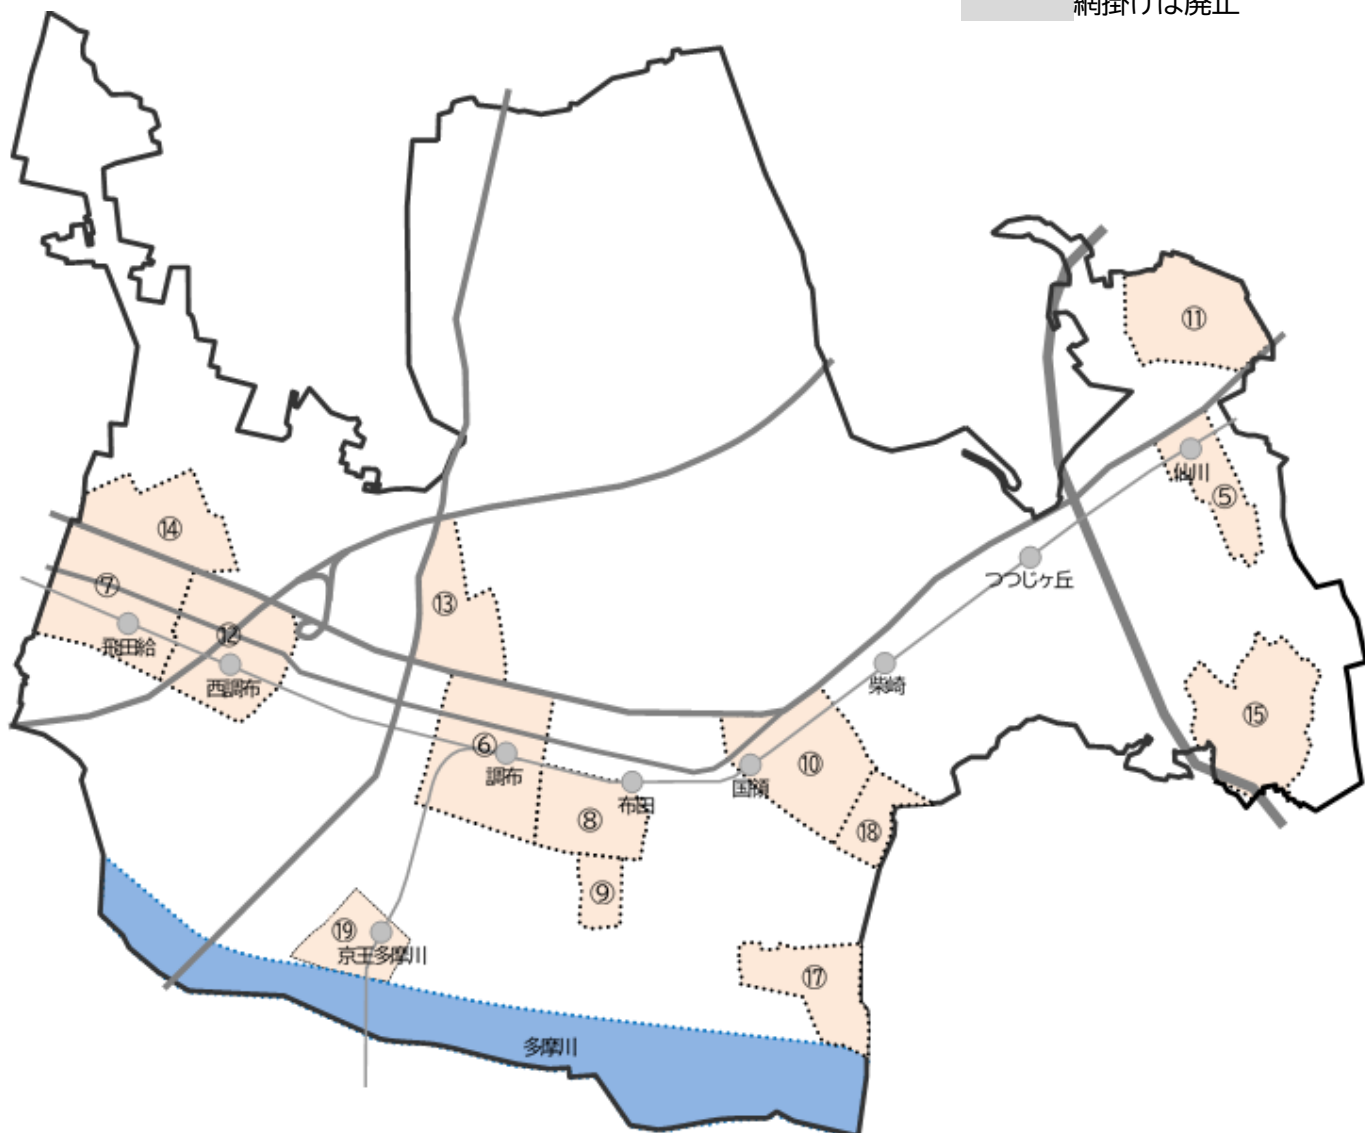 網掛けは廃止
⑪
仙川
⑤
⑭
つつじヶ丘
⑦
⑬
⑫
飛田給
西調布
柴崎
⑮
⑥
調布
⑩
国領
布田
⑧
⑱
⑨
⑲
京王多摩川
⑰
多摩川